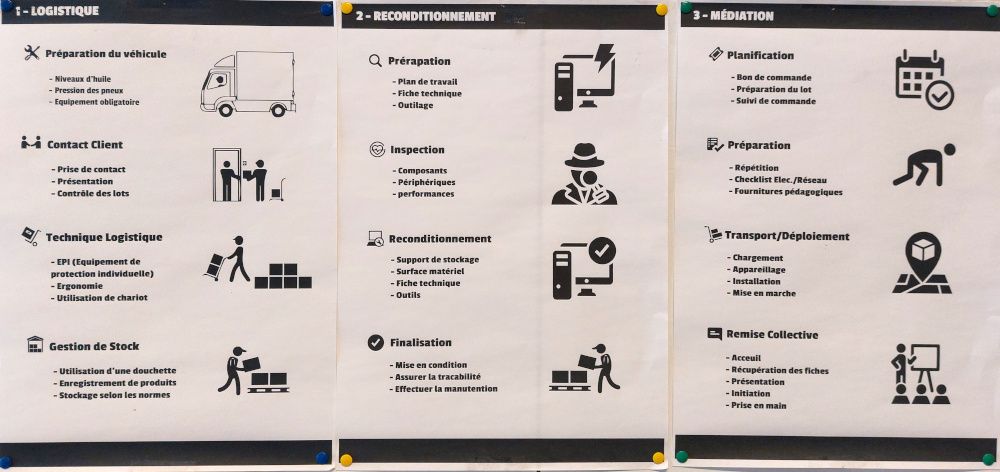 1 - LOGISTIQUE
Préparation du véhicule
- Niveaux d'huile
- Pression des pneux
- Equipement obligatoire
Contact Client
- Prise de contact
- Présentation
- Contrôle des lots
Technique Logistique
- EPI (Equipement de
protection individuelle)
- Ergonomie
- Utilisation de chariot
Gestion de Stock
- Utilisation d'une douchette
- Enregistrement de produits
- Stockage selon les normes
2 - RECONDITIONNEMENT
Prérapation
- Plan de travail
- Fiche technique
- Outilage
Inspection
- Composants
- Périphériques
- performances
Reconditionnement
- Support de stockage
- Surface matériel
- Fiche technique
- Outils
Finalisation
- Mise en condition
- Assurer la tracabilité
- Effectuer la manutention
3 - MÉDIATION
Planification
- Bon de commande
- Préparation du lot
- Suivi de commande
Préparation
- Répétition
- Checklist Elec./Réseau
- Fournitures pédagogiques
Transport/Déploiement
- Chargement
- Appareillage
- Installation
- Mise en marche
Remise Collective
- Acceuil
- Récupération des fiches
- Présentation
- Initiation
- Prise en main